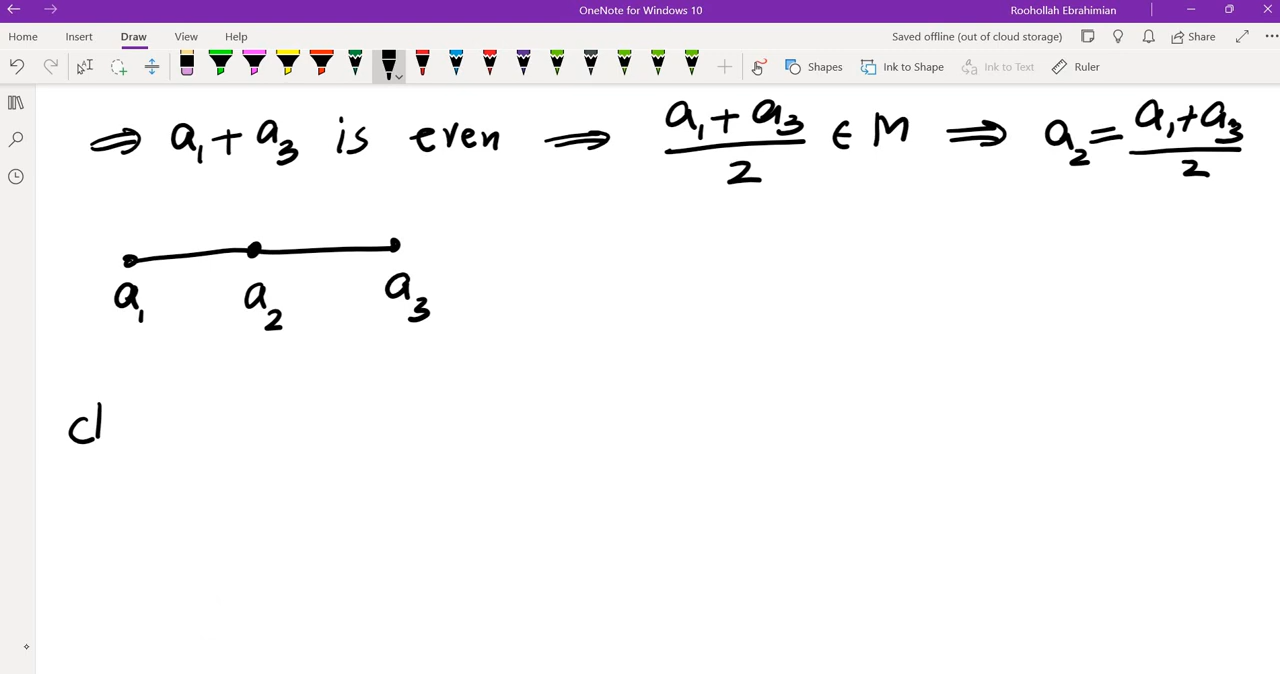 OneNote for Windows 10
Roohollah Ebrahimian
Home Insert Draw View Help
Saved offline (out of cloud storage) Share
Shapes Ink to Shape Ink to Text Ruler
⟹ a₁ + a₃ is even ⟹ (a₁ + a₃)/2 ∈ M ⟹ a₂ = (a₁ + a₃)/2
a₁ a₂ a₃
cl